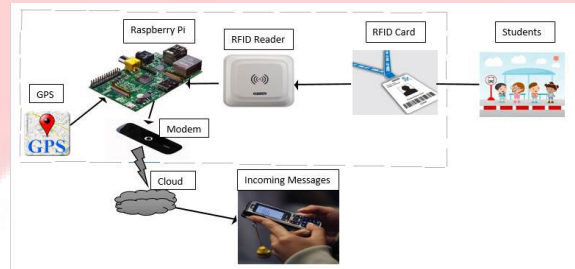 Raspberry Pi
RFID Reader
RFID Card
Students
GPS
GPS
Modem
Cloud
Incoming Messages